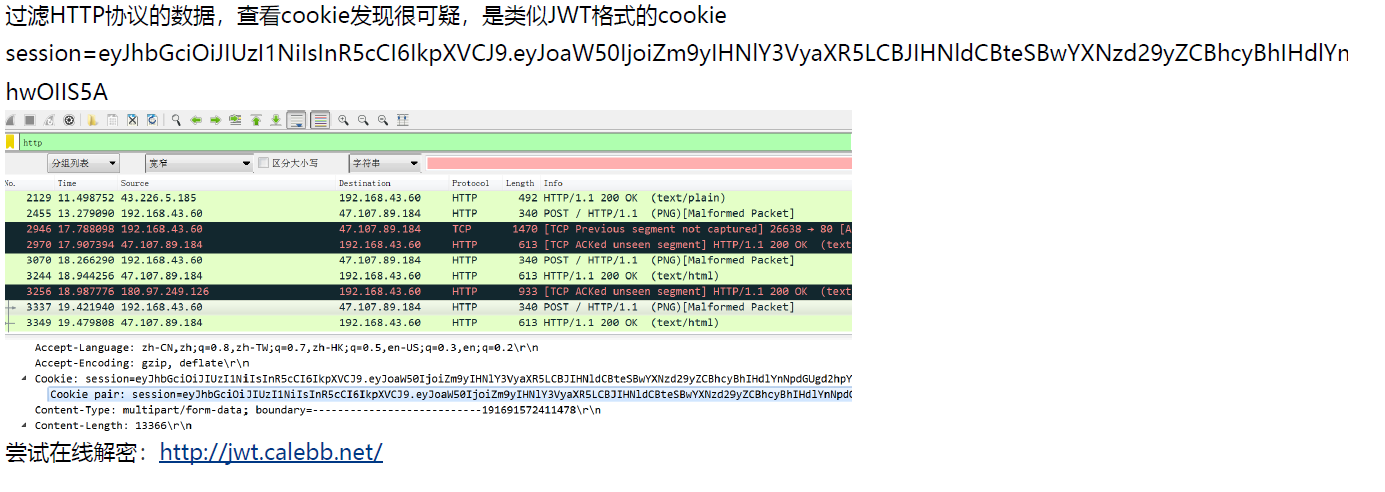 过滤HTTP协议的数据，查看cookie发现很可疑，是类似JWT格式的cookie
session=eyJhbGciOiJIUzI1NiIsInR5cCI6IkpXVCJ9.eyJoaW50IjoiZm9yIHNlY3VyaXR5LCBJIHNldCBteSBwYXNzd29yZCBhcyBhIHdlYn
hwOIIS5A
http
分组列表 宽窄 区分大小写 字符串
No. Time Source Destination Protocol Length Info
2129 11.498752 43.226.5.185 192.168.43.60 HTTP 492 HTTP/1.1 200 OK (text/plain)
2455 13.279090 192.168.43.60 47.107.89.184 HTTP 340 POST / HTTP/1.1 (PNG)[Malformed Packet]
2946 17.788098 192.168.43.60 47.107.89.184 TCP 1470 [TCP Previous segment not captured] 26638 → 80 [A
2970 17.907394 47.107.89.184 192.168.43.60 HTTP 613 [TCP ACKed unseen segment] HTTP/1.1 200 OK (text
3070 18.266290 192.168.43.60 47.107.89.184 HTTP 340 POST / HTTP/1.1 (PNG)[Malformed Packet]
3244 18.944256 47.107.89.184 192.168.43.60 HTTP 613 HTTP/1.1 200 OK (text/html)
3256 18.987776 180.97.249.126 192.168.43.60 HTTP 933 [TCP ACKed unseen segment] HTTP/1.1 200 OK (text
3337 19.421940 192.168.43.60 47.107.89.184 HTTP 340 POST / HTTP/1.1 (PNG)[Malformed Packet]
3349 19.479808 47.107.89.184 192.168.43.60 HTTP 613 HTTP/1.1 200 OK (text/html)
Accept-Language: zh-CN,zh;q=0.8,zh-TW;q=0.7,zh-HK;q=0.5,en-US;q=0.3,en;q=0.2\r\n
Accept-Encoding: gzip, deflate\r\n
Cookie: session=eyJhbGciOiJIUzI1NiIsInR5cCI6IkpXVCJ9.eyJoaW50IjoiZm9yIHNlY3VyaXR5LCBJIHNldCBteSBwYXNzd29yZCBhcyBhIHdlYnNpdGUgd2hpY
Cookie pair: session=eyJhbGciOiJIUzI1NiIsInR5cCI6IkpXVCJ9.eyJoaW50IjoiZm9yIHNlY3VyaXR5LCBJIHNldCBteSBwYXNzd29yZCBhcyBhIHdlYnNpdG
Content-Type: multipart/form-data; boundary=---------------------------191691572411478\r\n
Content-Length: 13366\r\n
尝试在线解密：http://jwt.calebb.net/